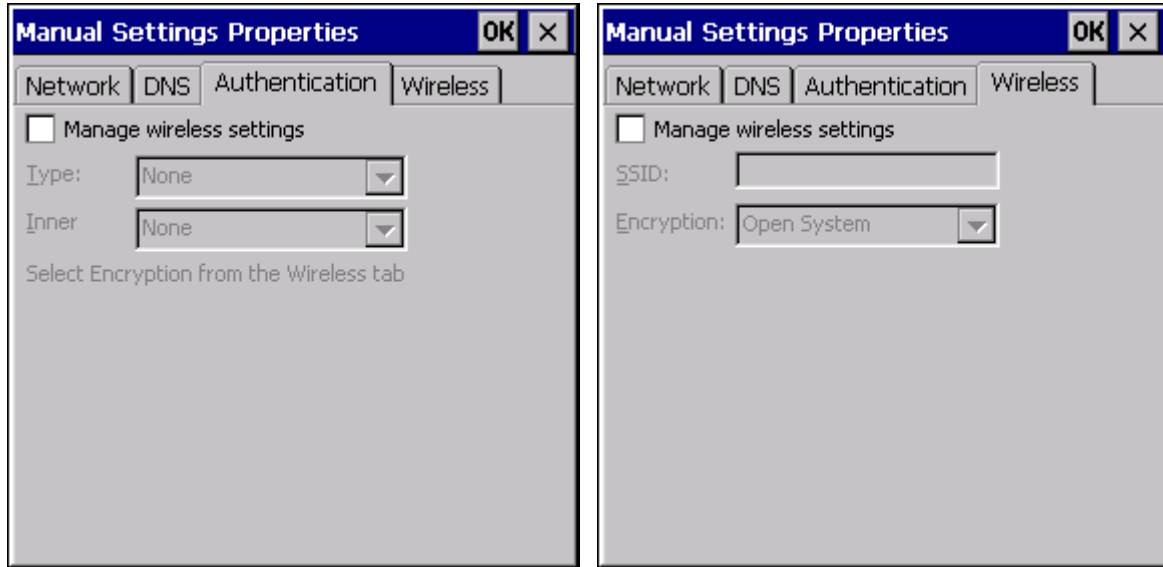 Manual Settings Properties OK ×
Network DNS Authentication Wireless
Manage wireless settings
Type: None
Inner None
Select Encryption from the Wireless tab
Manual Settings Properties OK ×
Network DNS Authentication Wireless
Manage wireless settings
SSID:
Encryption: Open System